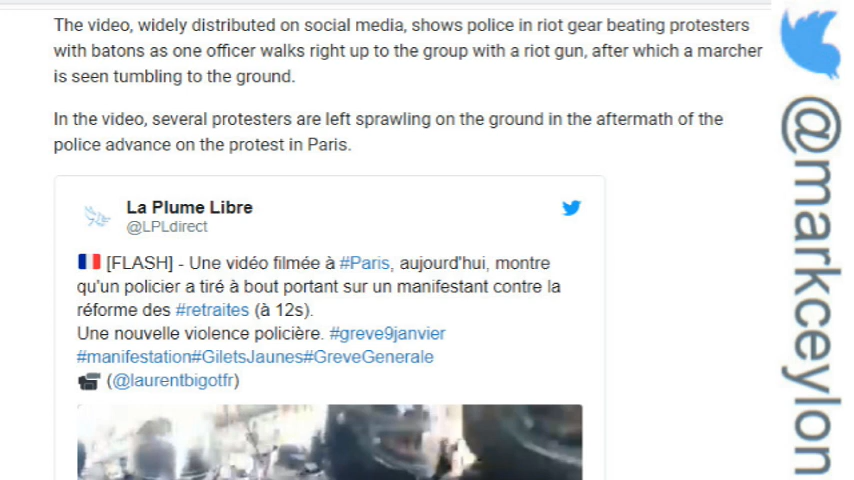 The video, widely distributed on social media, shows police in riot gear beating protesters
with batons as one officer walks right up to the group with a riot gun, after which a marcher
is seen tumbling to the ground.
In the video, several protesters are left sprawling on the ground in the aftermath of the
police advance on the protest in Paris.
La Plume Libre
@LPLdirect
🇫🇷 [FLASH] - Une vidéo filmée à #Paris, aujourd'hui, montre
qu'un policier a tiré à bout portant sur un manifestant contre la
réforme des #retraites (à 12s).
Une nouvelle violence policière. #greve9janvier
#manifestation#GiletsJaunes#GreveGenerale
(@laurentbigotfr)
@markceylon